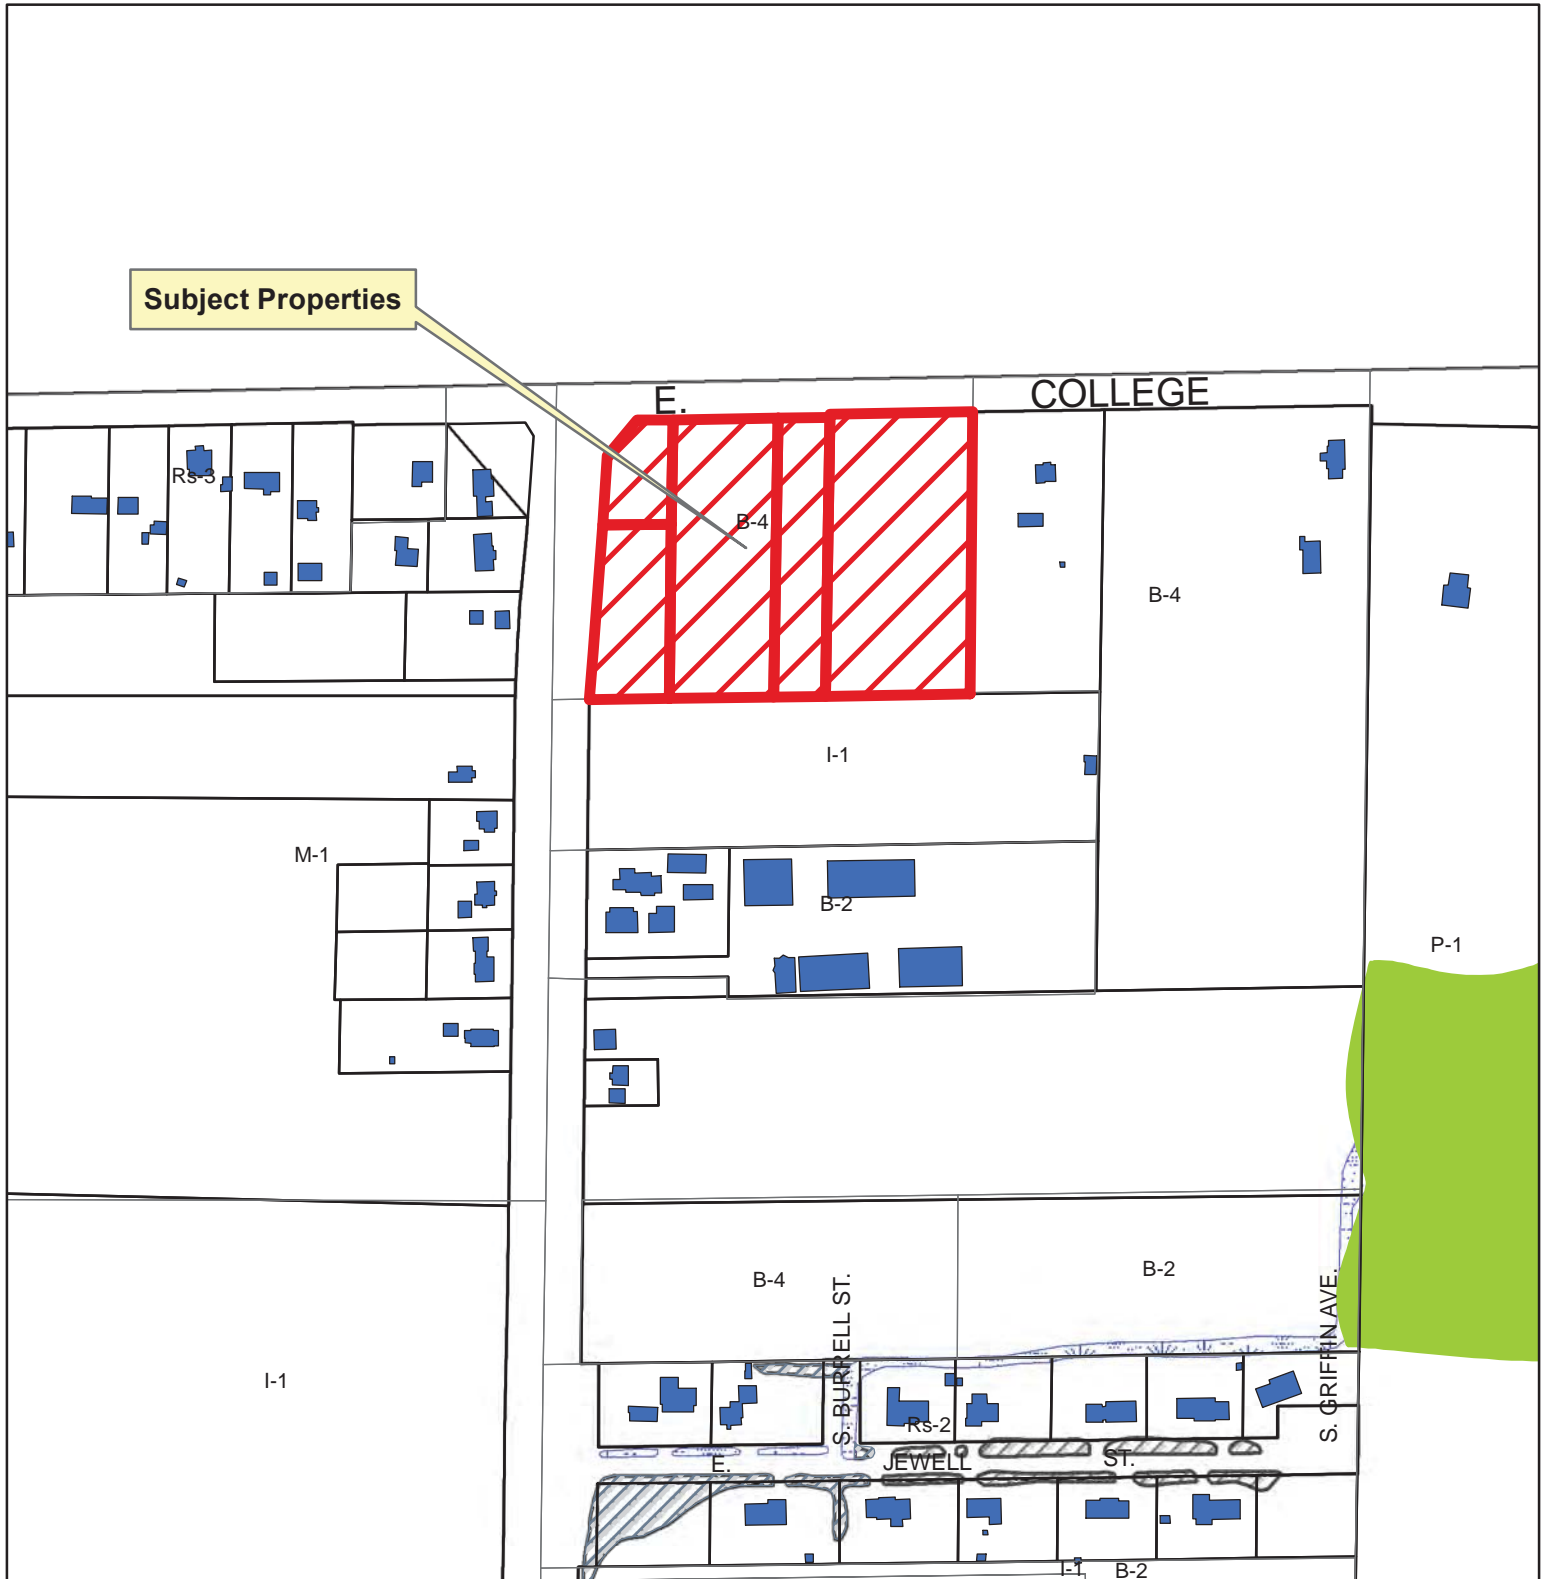 Subject Properties
E. COLLEGE
Rs-3
B-4
B-4
I-1
M-1
B-2
P-1
B-4
B-2
S. BURRELL ST.
S. GRIFFIN AVE.
I-1
Rs-2
E. JEWELL ST.
I-1
B-2